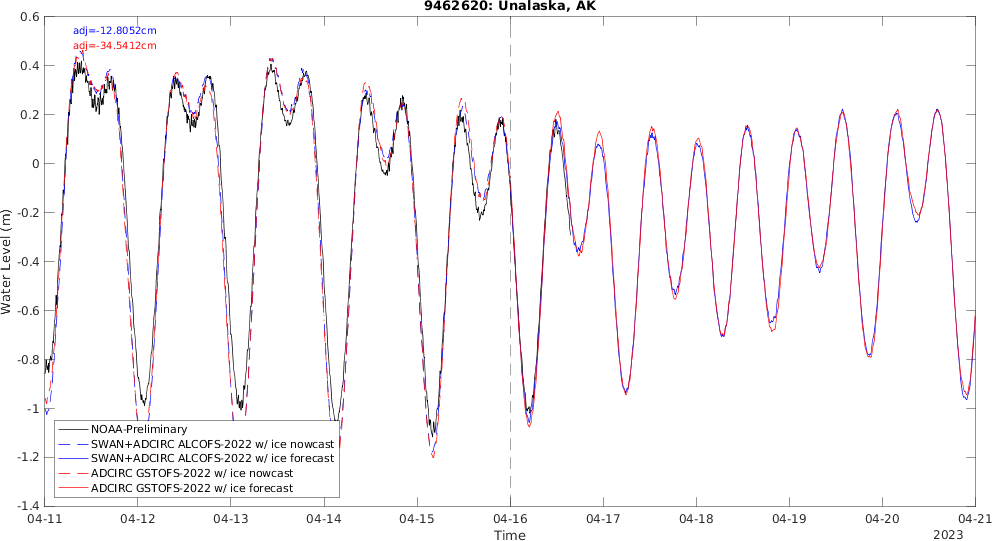 9462620: Unalaska, AK
adj=-12.8052cm
adj=-34.5412cm
0.6
0.4
0.2
0
-0.2
-0.4
-0.6
-0.8
-1
-1.2
-1.4
Water Level (m)
NOAA-Preliminary
SWAN+ADCIRC ALCOFS-2022 w/ ice nowcast
SWAN+ADCIRC ALCOFS-2022 w/ ice forecast
ADCIRC GSTOFS-2022 w/ ice nowcast
ADCIRC GSTOFS-2022 w/ ice forecast
04-11 04-12 04-13 04-14 04-15 04-16 04-17 04-18 04-19 04-20 04-21
Time
2023